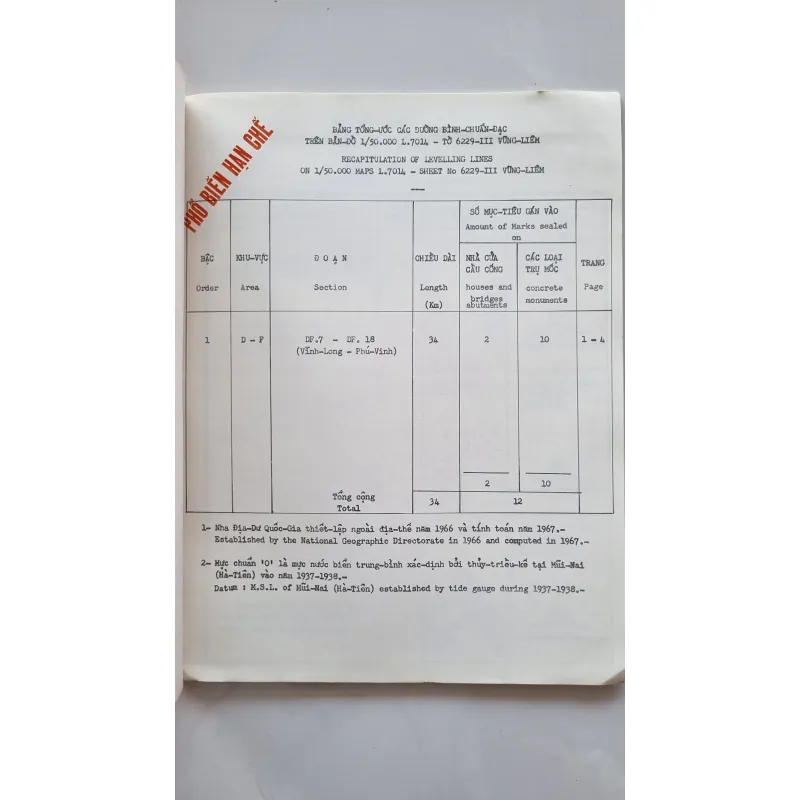 PHỔ BIẾN HẠN CHẾ
BẢNG TỔNG-ƯỚC CÁC ĐƯỜNG BÌNH-CHUẨN-ĐẠC
TRÊN BẢN-ĐỒ 1/50.000 L.7014 - TỜ 6229-III VŨNG-LIÊM
RECAPITULATION OF LEVELLING LINES
ON 1/50.000 MAPS L.7014 - SHEET No 6229-III VŨNG-LIÊM
SỐ MỤC-TIÊU GẮN VÀO
Amount of Marks sealed
on
BẬC KHU-VỰC ĐOẠN CHIỀU DÀI NHÀ CỬA CÁC LOẠI TRANG
CẦU CỐNG TRỤ MỐC
Order Area Section Length houses and concrete Page
(Km) bridges monuments
abutments
1 D - F DF.7 - DF. 18 34 2 10 1 - 4
(Vĩnh-Long - Phú-Vinh)
2 10
Tổng cộng 34 12
Total
1- Nha Địa-Dư Quốc-Gia thiết-lập ngoài địa-thế năm 1966 và tính toán năm 1967.-
Established by the National Geographic Directorate in 1966 and computed in 1967.-
2- Mực chuẩn '0' là mực nước biển trung-bình xác-định bởi thủy-triều-kế tại Mũi-Nai
(Hà-Tiên) vào năm 1937-1938.-
Datum : M.S.L. of Mũi-Nai (Hà-Tiên) established by tide gauge during 1937-1938.-